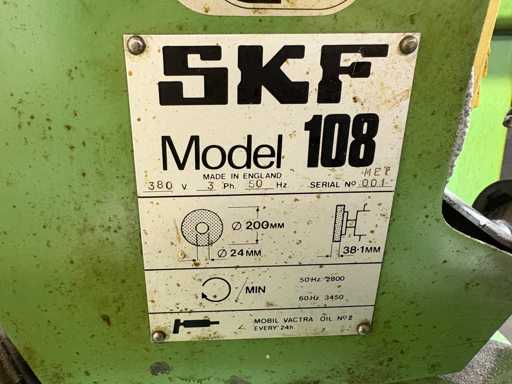 SKF
Model 108
MADE IN ENGLAND
MET
380 V 3 Ph. 50 Hz SERIAL Nº 001
Ø 200MM
Ø 24MM
38·1MM
/MIN
50Hz 2800
60Hz 3450
MOBIL VACTRA OIL Nº 2
EVERY 24h